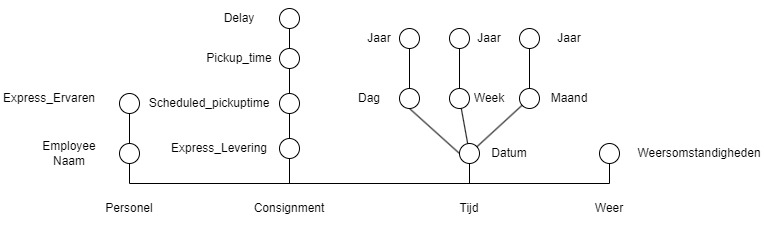 Delay
Jaar
Jaar
Jaar
Pickup_time
Express_Ervaren
Scheduled_pickuptime
Dag
Week
Maand
Employee
Naam
Express_Levering
Datum
Weersomstandigheden
Personel
Consignment
Tijd
Weer